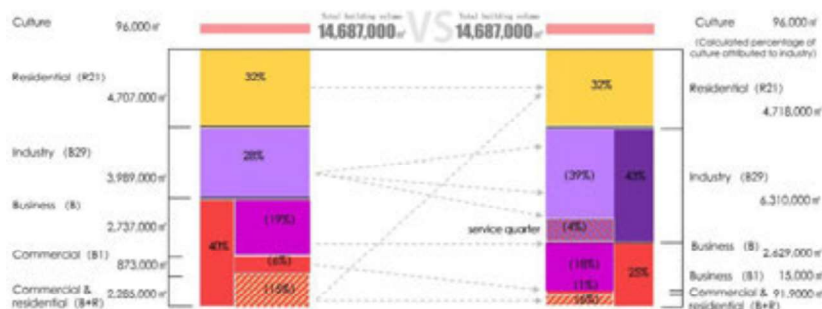 Total building volume
14,687,000㎡
VS
Total building volume
14,687,000㎡
Culture
96.000㎡
32%
Residential (R21)
4.707.000㎡
Industry (B29)
28%
3.989.000㎡
Business (B)
(19%)
2.737.000㎡
40%
Commercial (B1)
(6%)
873.000㎡
Commercial &
residential (B+R)
2.285.000㎡
(15%)
service quarter
Culture
96.000㎡
(Calculated percentage of
culture attributed to industry)
32%
Residential (R21)
4.718.000㎡
(39%)
43%
Industry (B29)
6.310.000㎡
(4%)
Business (B)
2.629.000㎡
(18%)
25%
Business (B1)
15.000㎡
(1%)
Commercial &
residential (B+R)
91.9000㎡
(6%)